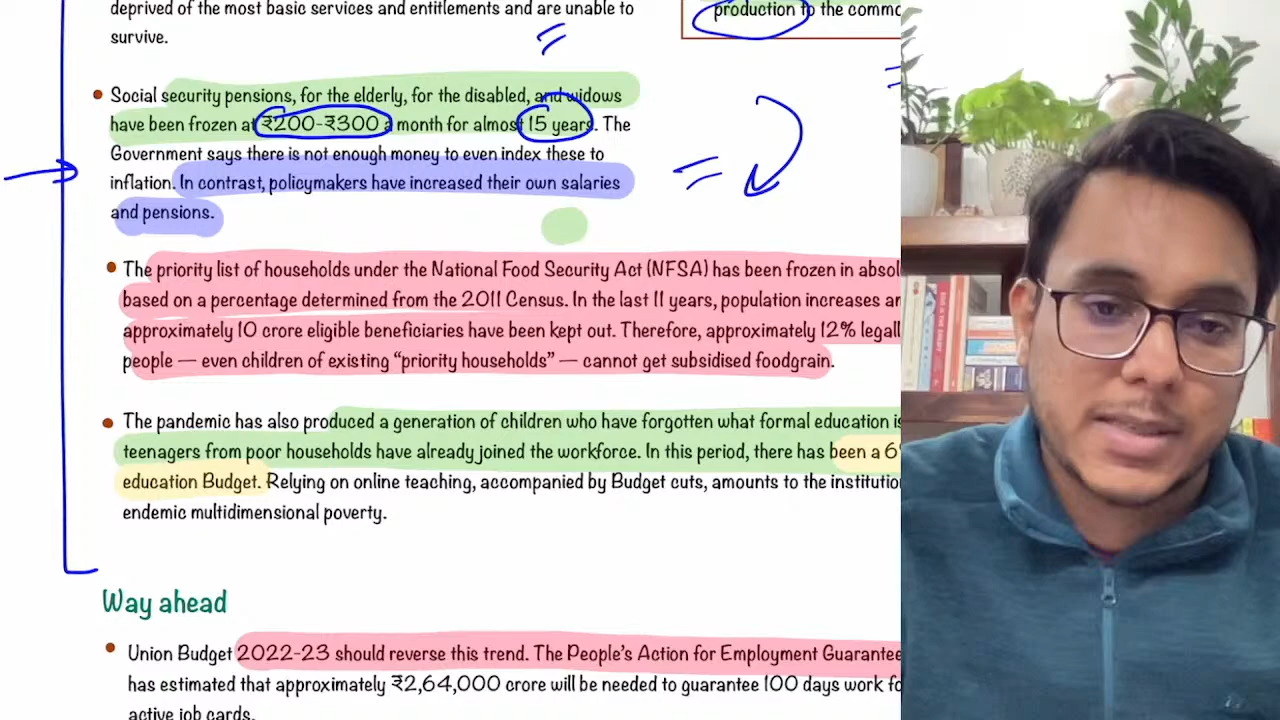 deprived of the most basic services and entitlements and are unable to
survive.
production to the commo
Social security pensions, for the elderly, for the disabled, and widows
have been frozen at ₹200-₹300 a month for almost 15 years. The
Government says there is not enough money to even index these to
inflation. In contrast, policymakers have increased their own salaries
and pensions.
The priority list of households under the National Food Security Act (NFSA) has been frozen in absol
based on a percentage determined from the 2011 Census. In the last 11 years, population increases an
approximately 10 crore eligible beneficiaries have been kept out. Therefore, approximately 12% legall
people — even children of existing “priority households” — cannot get subsidised foodgrain.
The pandemic has also produced a generation of children who have forgotten what formal education is
teenagers from poor households have already joined the workforce. In this period, there has been a 6
education Budget. Relying on online teaching, accompanied by Budget cuts, amounts to the institutio
endemic multidimensional poverty.
Way ahead
Union Budget 2022-23 should reverse this trend. The People's Action for Employment Guarantee
has estimated that approximately ₹2,64,000 crore will be needed to guarantee 100 days work fo
active job cards.